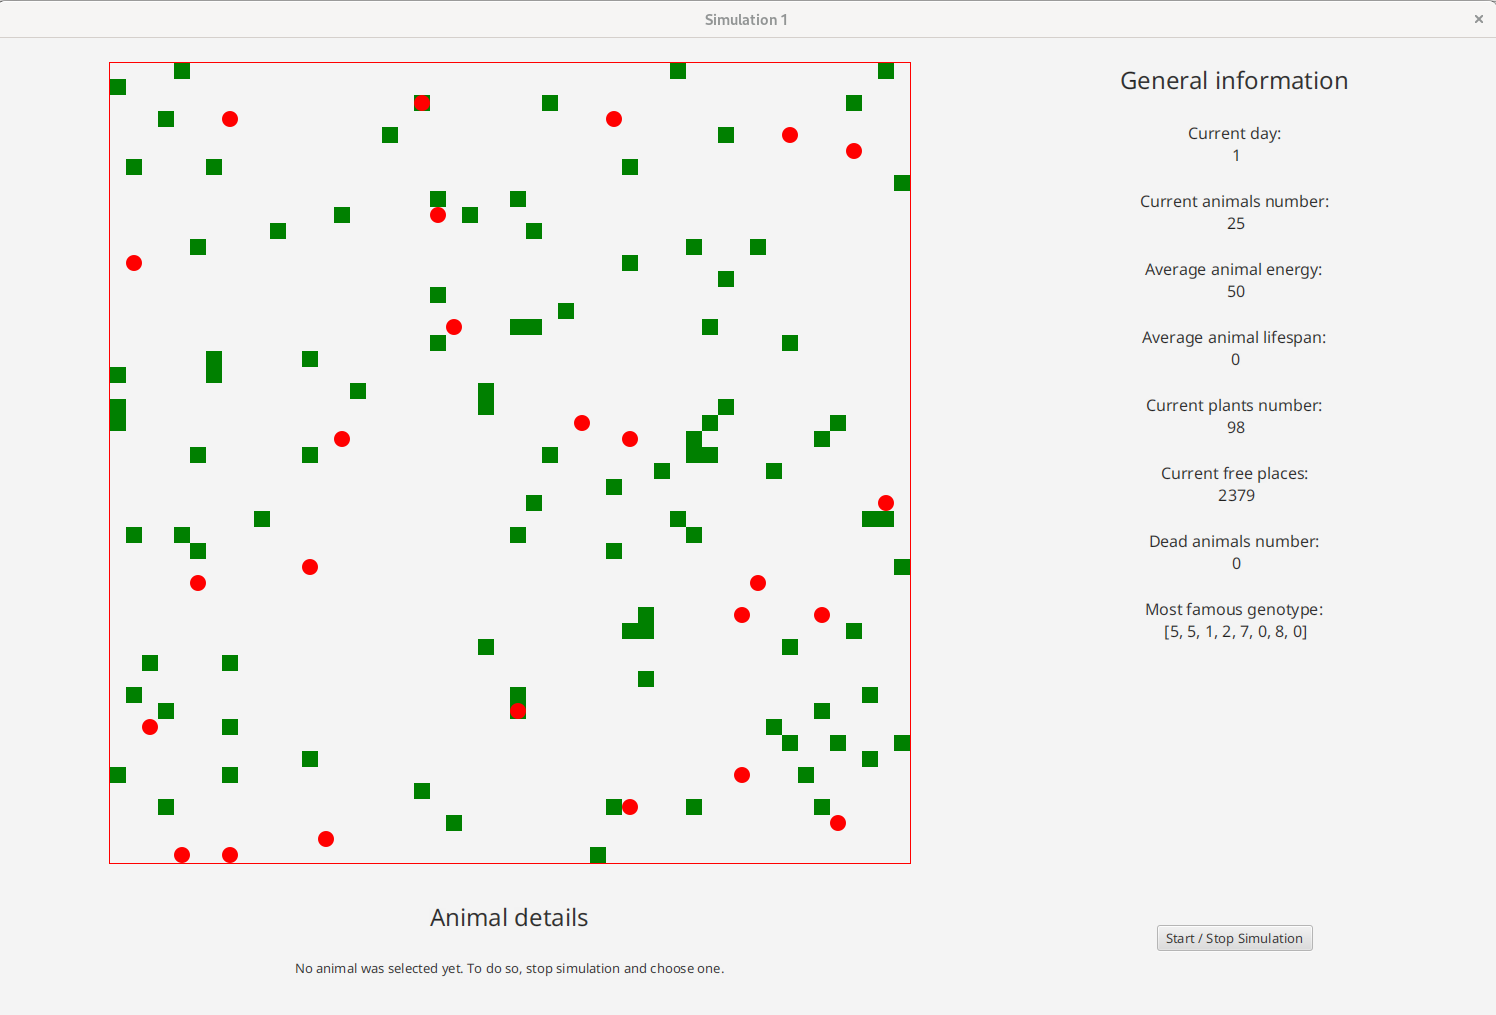 Simulation 1
General information
Current day:
1
Current animals number:
25
Average animal energy:
50
Average animal lifespan:
0
Current plants number:
98
Current free places:
2379
Dead animals number:
0
Most famous genotype:
[5, 5, 1, 2, 7, 0, 8, 0]
Animal details
No animal was selected yet. To do so, stop simulation and choose one.
Start / Stop Simulation